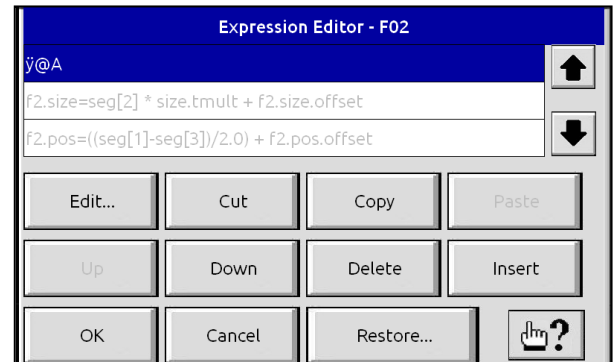 Expression Editor - F02
ÿ@A
f2.size=seg[2] * size.tmult + f2.size.offset
f2.pos=((seg[1]-seg[3])/2.0) + f2.pos.offset
Edit... Cut Copy Paste
Up Down Delete Insert
OK Cancel Restore... ?